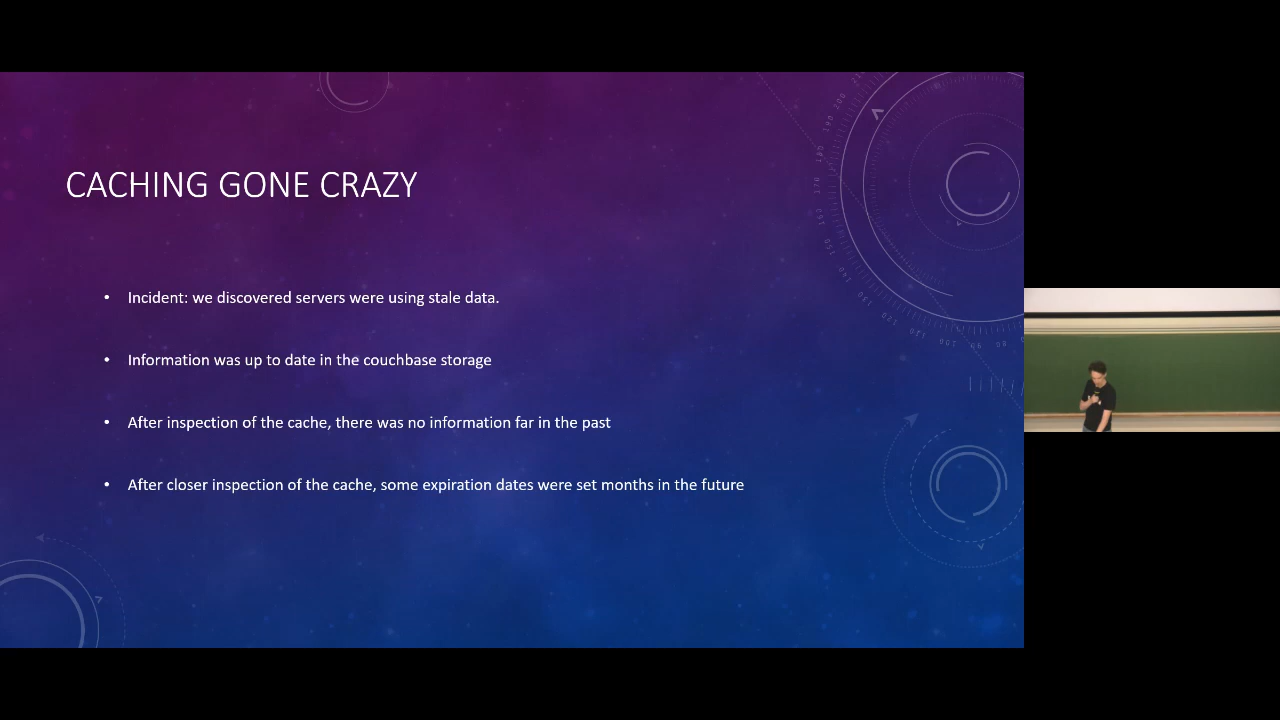 CACHING GONE CRAZY
• Incident: we discovered servers were using stale data.
• Information was up to date in the couchbase storage
• After inspection of the cache, there was no information far in the past
• After closer inspection of the cache, some expiration dates were set months in the future